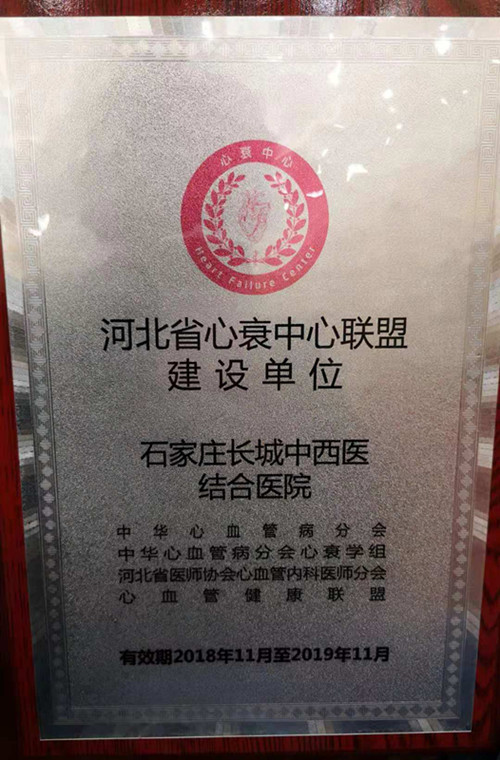 心衰中心
Heart Failure Center
河北省心衰中心联盟
建设单位
石家庄长城中西医
结合医院
中华心血管病分会
中华心血管病分会心衰学组
河北省医师协会心血管内科医师分会
心血管健康联盟
有效期2018年11月至2019年11月